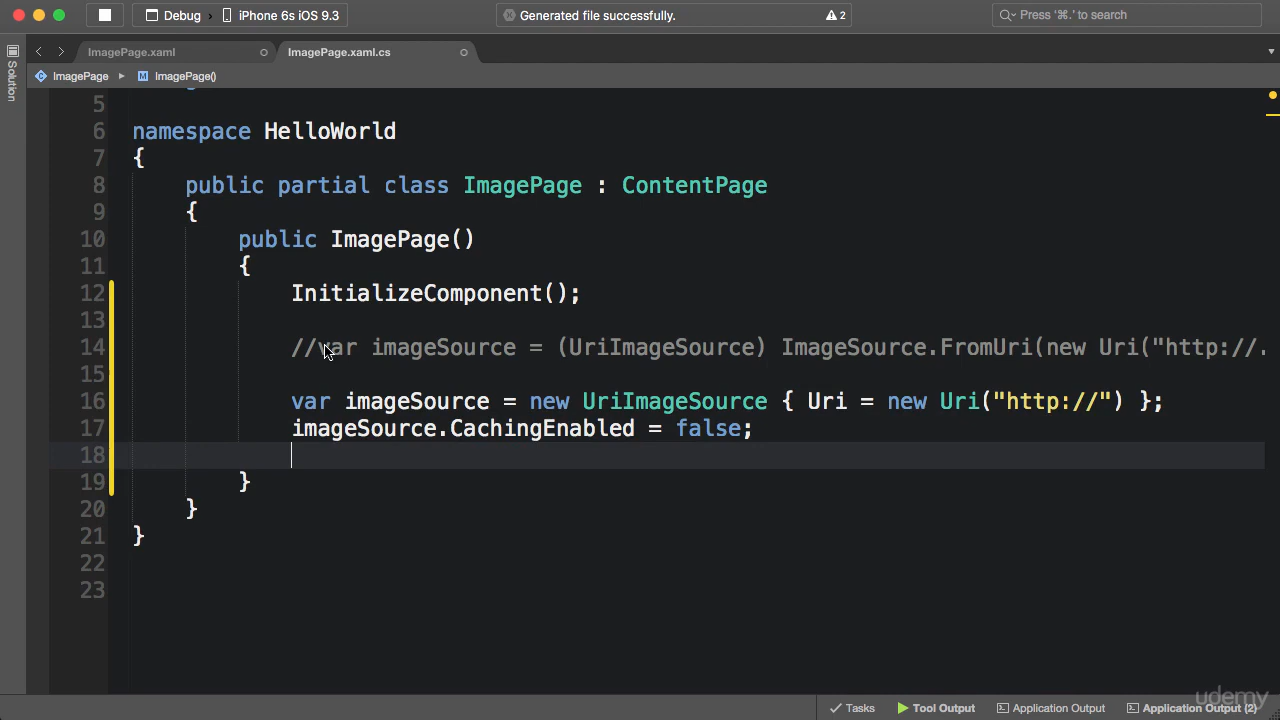 Debug
iPhone 6s iOS 9.3
Generated file successfully.
2
Press '⌘.' to search
Solution
ImagePage.xaml
ImagePage.xaml.cs
ImagePage
ImagePage()
5
6 namespace HelloWorld
7 {
8 public partial class ImagePage : ContentPage
9 {
10 public ImagePage()
11 {
12 InitializeComponent();
13
14 //var imageSource = (UriImageSource) ImageSource.FromUri(new Uri("http://.
15
16 var imageSource = new UriImageSource { Uri = new Uri("http://") };
17 imageSource.CachingEnabled = false;
18
19 }
20 }
21 }
22
23
Tasks
Tool Output
Application Output
Application Output (2)
udemy